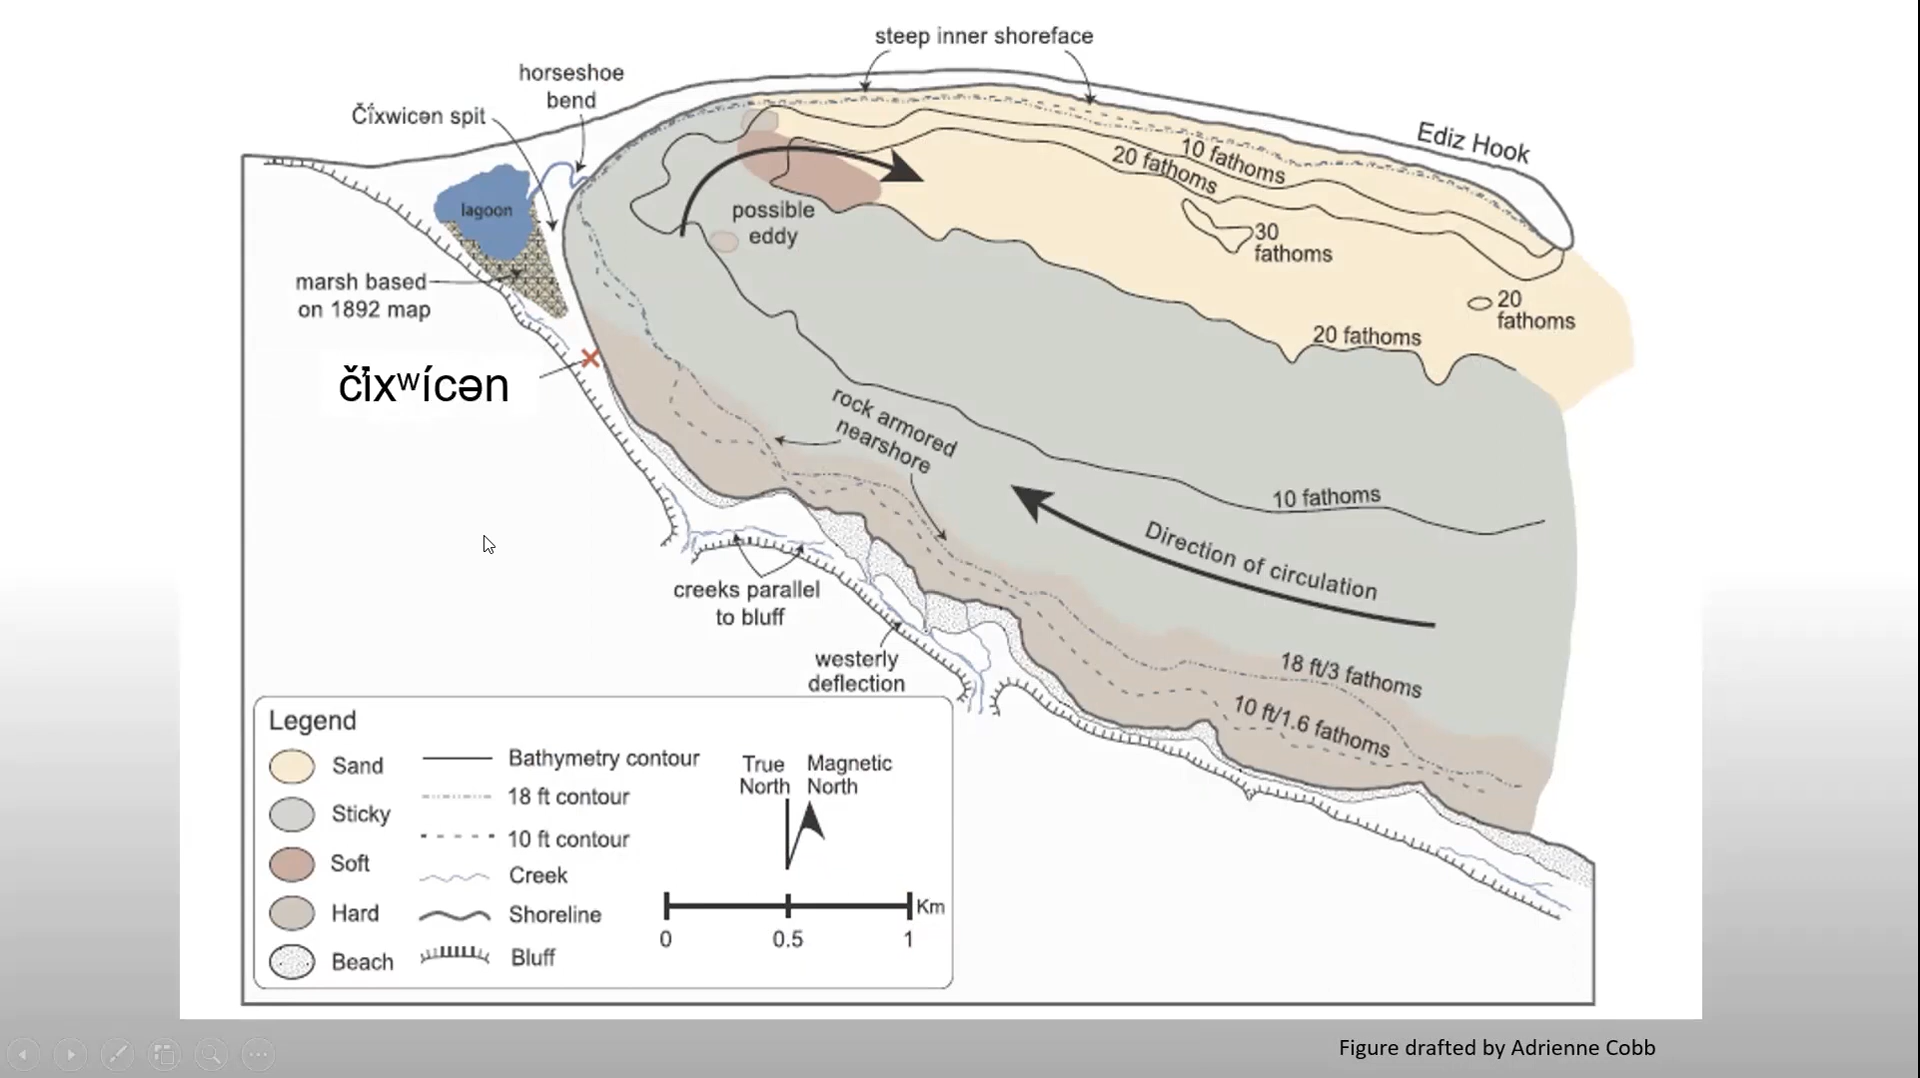 steep inner shoreface
horseshoe
bend
Č̓ixwicən spit
Ediz Hook
10 fathoms
20 fathoms
lagoon
possible
eddy
30
fathoms
marsh based
on 1892 map
20
fathoms
20 fathoms
č̓ixʷícən
rock armored
nearshore
10 fathoms
Direction of circulation
creeks parallel
to bluff
westerly
deflection
18 ft/3 fathoms
10 ft/1.6 fathoms
Legend
Sand
Sticky
Soft
Hard
Beach
Bathymetry contour
18 ft contour
10 ft contour
Creek
Shoreline
Bluff
True
North
Magnetic
North
Km
0 0.5 1
Figure drafted by Adrienne Cobb